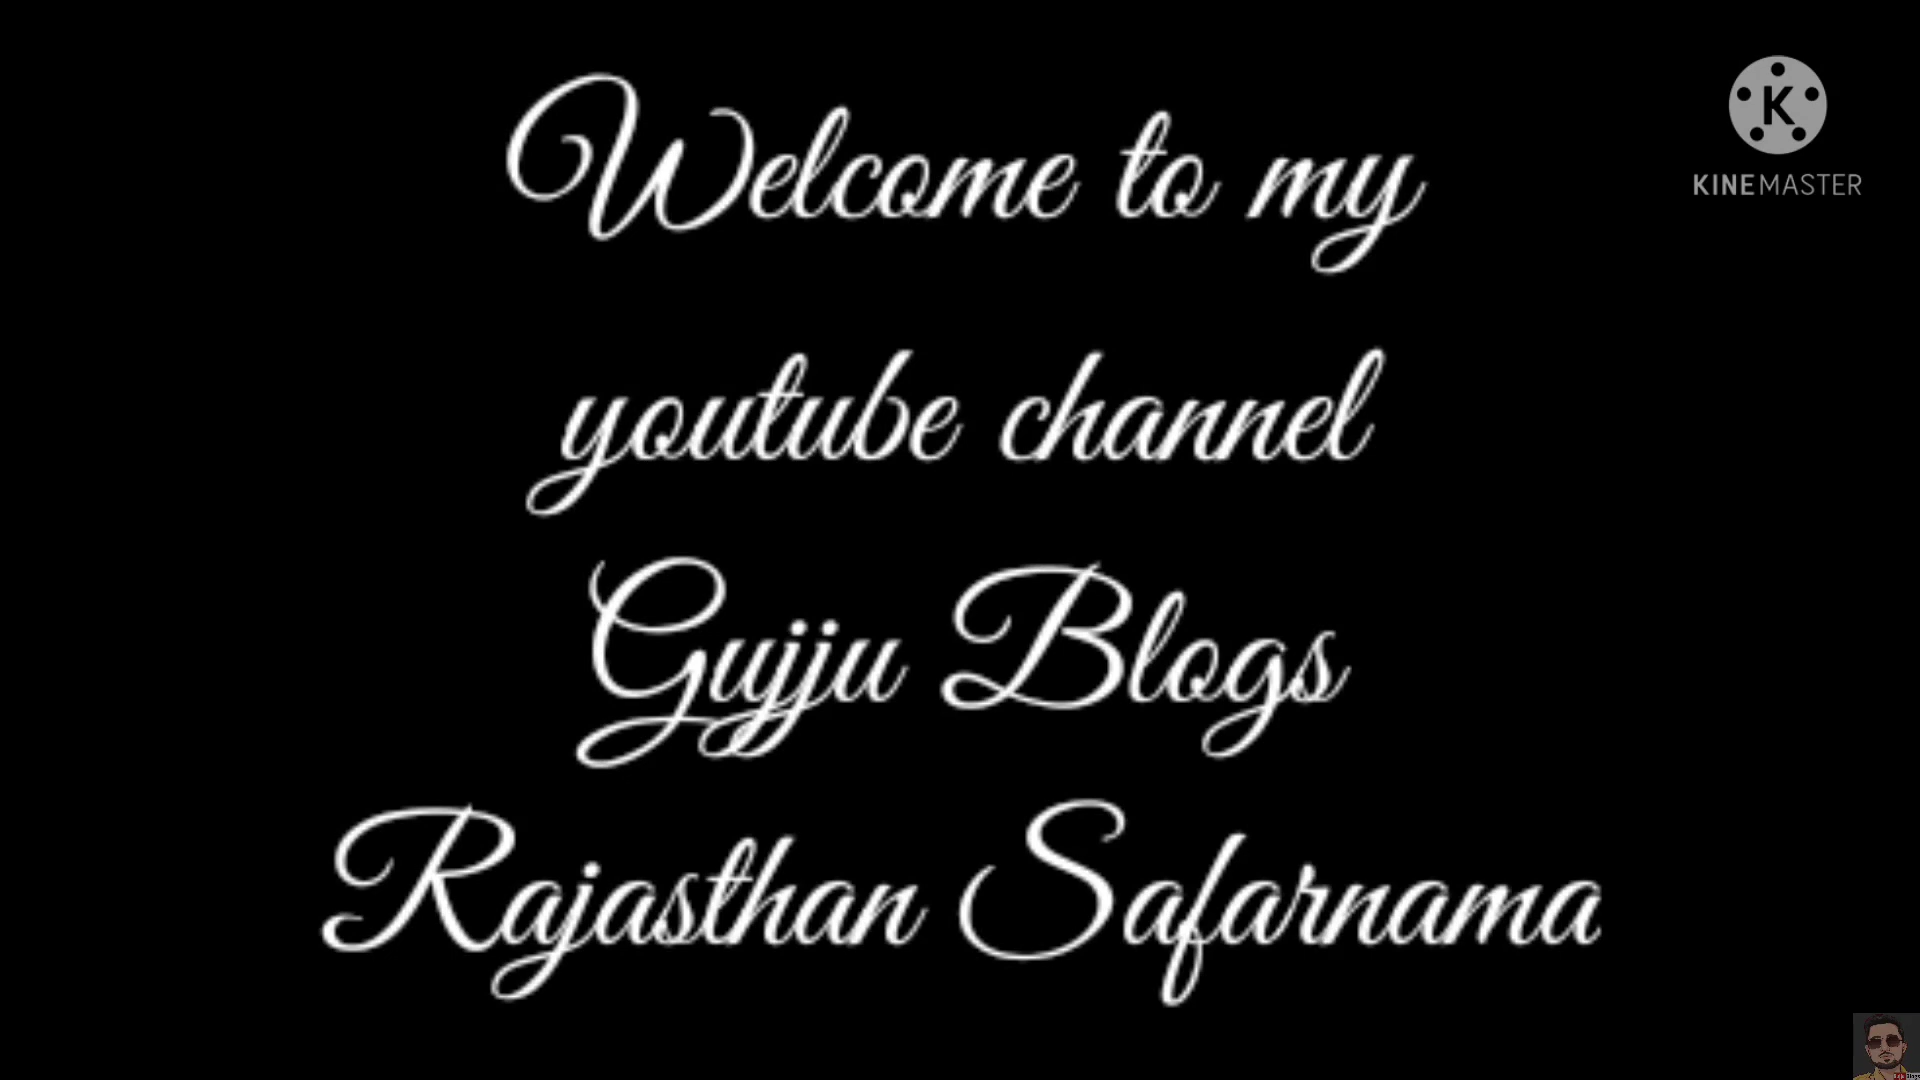 Welcome to my
K
KINEMASTER
youtube channel
Gujju Blogs
Rajasthan Safarnama